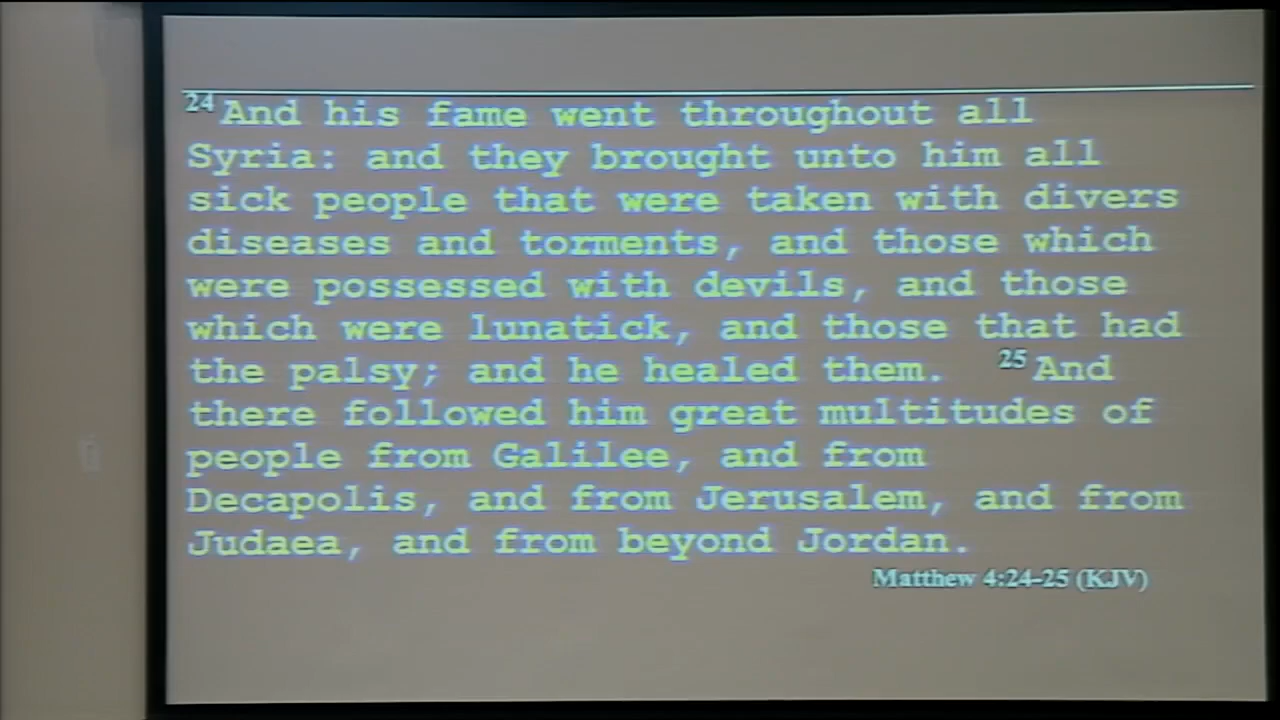 24 And his fame went throughout all
Syria: and they brought unto him all
sick people that were taken with divers
diseases and torments, and those which
were possessed with devils, and those
which were lunatick, and those that had
the palsy; and he healed them. 25 And
there followed him great multitudes of
people from Galilee, and from
Decapolis, and from Jerusalem, and from
Judaea, and from beyond Jordan.
Matthew 4:24-25 (KJV)